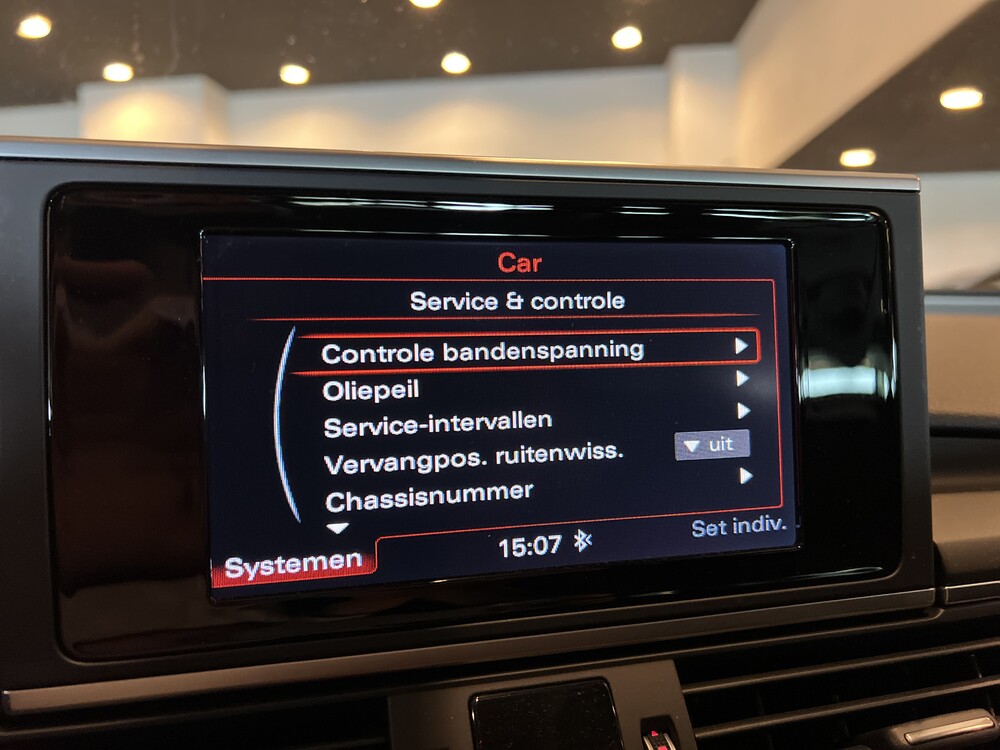 Car
Service & controle
Controle bandenspanning
Oliepeil
Service-intervallen
Vervangpos. ruitenwiss. uit
Chassisnummer
Systemen 15:07 Set indiv.